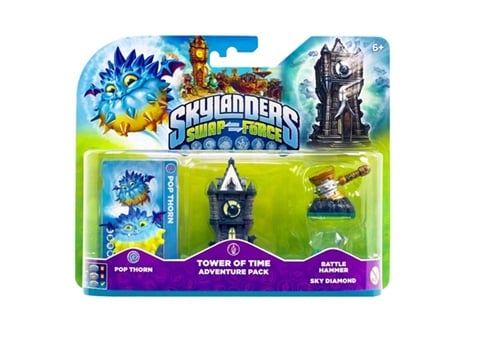 6+
SKYLANDERS
SWAP FORCE
POP THORN
POP THORN
TOWER OF TIME
ADVENTURE PACK
BATTLE
HAMMER
SKY DIAMOND